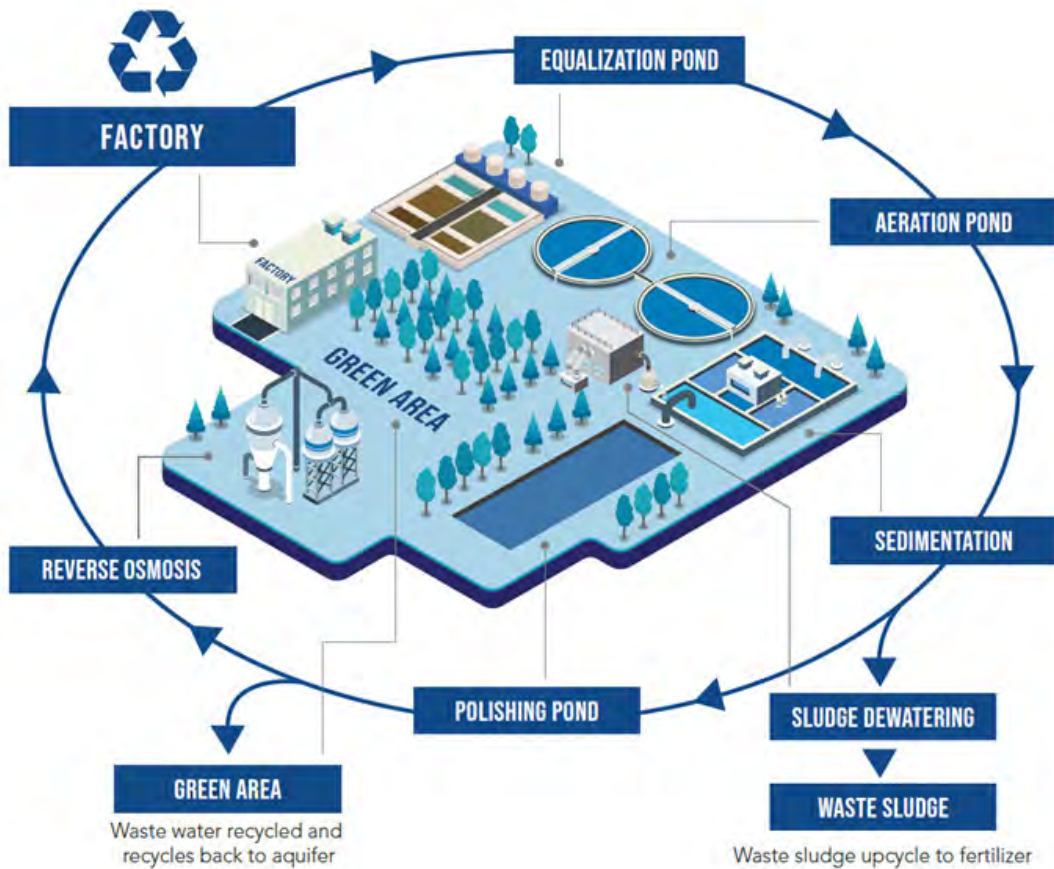 EQUALIZATION POND
FACTORY
AERATION POND
FACTORY
GREEN AREA
SEDIMENTATION
REVERSE OSMOSIS
POLISHING POND
SLUDGE DEWATERING
GREEN AREA
WASTE SLUDGE
Waste water recycled and
recycles back to aquifer
Waste sludge upcycle to fertilizer